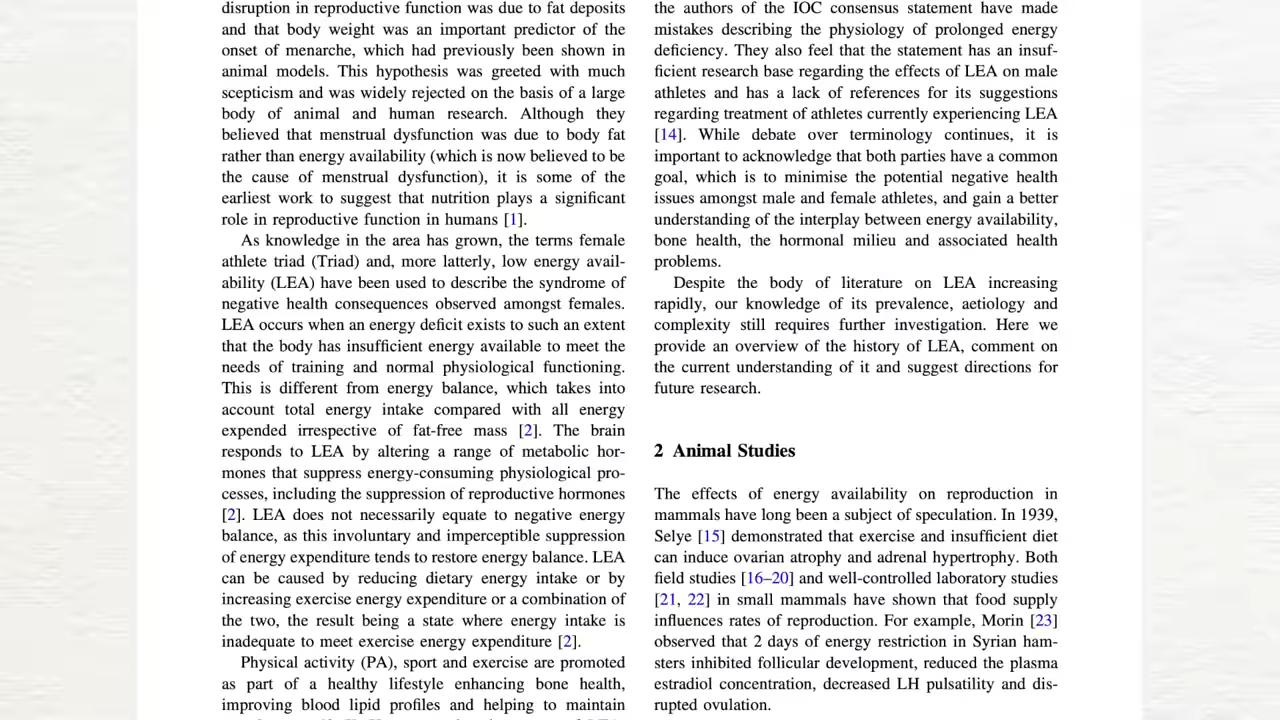 disruption in reproductive function was due to fat deposits
and that body weight was an important predictor of the
onset of menarche, which had previously been shown in
animal models. This hypothesis was greeted with much
scepticism and was widely rejected on the basis of a large
body of animal and human research. Although they
believed that menstrual dysfunction was due to body fat
rather than energy availability (which is now believed to be
the cause of menstrual dysfunction), it is some of the
earliest work to suggest that nutrition plays a significant
role in reproductive function in humans [1].
As knowledge in the area has grown, the terms female
athlete triad (Triad) and, more latterly, low energy avail-
ability (LEA) have been used to describe the syndrome of
negative health consequences observed amongst females.
LEA occurs when an energy deficit exists to such an extent
that the body has insufficient energy available to meet the
needs of training and normal physiological functioning.
This is different from energy balance, which takes into
account total energy intake compared with all energy
expended irrespective of fat-free mass [2]. The brain
responds to LEA by altering a range of metabolic hor-
mones that suppress energy-consuming physiological pro-
cesses, including the suppression of reproductive hormones
[2]. LEA does not necessarily equate to negative energy
balance, as this involuntary and imperceptible suppression
of energy expenditure tends to restore energy balance. LEA
can be caused by reducing dietary energy intake or by
increasing exercise energy expenditure or a combination of
the two, the result being a state where energy intake is
inadequate to meet exercise energy expenditure [2].
Physical activity (PA), sport and exercise are promoted
as part of a healthy lifestyle enhancing bone health,
improving blood lipid profiles and helping to maintain
the authors of the IOC consensus statement have made
mistakes describing the physiology of prolonged energy
deficiency. They also feel that the statement has an insuf-
ficient research base regarding the effects of LEA on male
athletes and has a lack of references for its suggestions
regarding treatment of athletes currently experiencing LEA
[14]. While debate over terminology continues, it is
important to acknowledge that both parties have a common
goal, which is to minimise the potential negative health
issues amongst male and female athletes, and gain a better
understanding of the interplay between energy availability,
bone health, the hormonal milieu and associated health
problems.
Despite the body of literature on LEA increasing
rapidly, our knowledge of its prevalence, aetiology and
complexity still requires further investigation. Here we
provide an overview of the history of LEA, comment on
the current understanding of it and suggest directions for
future research.
2 Animal Studies
The effects of energy availability on reproduction in
mammals have long been a subject of speculation. In 1939,
Selye [15] demonstrated that exercise and insufficient diet
can induce ovarian atrophy and adrenal hypertrophy. Both
field studies [16–20] and well-controlled laboratory studies
[21, 22] in small mammals have shown that food supply
influences rates of reproduction. For example, Morin [23]
observed that 2 days of energy restriction in Syrian ham-
sters inhibited follicular development, reduced the plasma
estradiol concentration, decreased LH pulsatility and dis-
rupted ovulation.